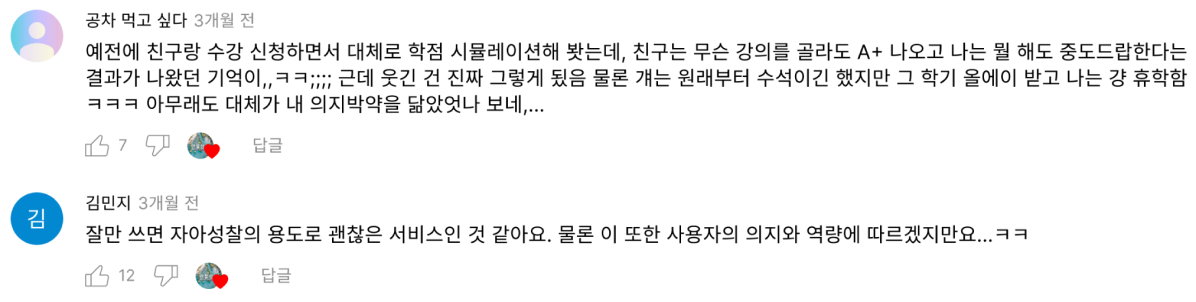 공차 먹고 싶다 3개월 전
예전에 친구랑 수강 신청하면서 대체로 학점 시뮬레이션해 봣는데, 친구는 무슨 강의를 골라도 A+ 나오고 나는 뭘 해도 중도드랍한다는
결과가 나왔던 기억이,,ㅋㅋ;;;; 근데 웃긴 건 진짜 그렇게 됬음 물론 걔는 원래부터 수석이긴 했지만 그 학기 올에이 받고 나는 걍 휴학함
ㅋㅋㅋ 아무래도 대체가 내 의지박약을 닮았엇나 보네,...
7 답글
김
김민지 3개월 전
잘만 쓰면 자아성찰의 용도로 괜찮은 서비스인 것 같아요. 물론 이 또한 사용자의 의지와 역량에 따르겠지만요...ㅋㅋ
12 답글